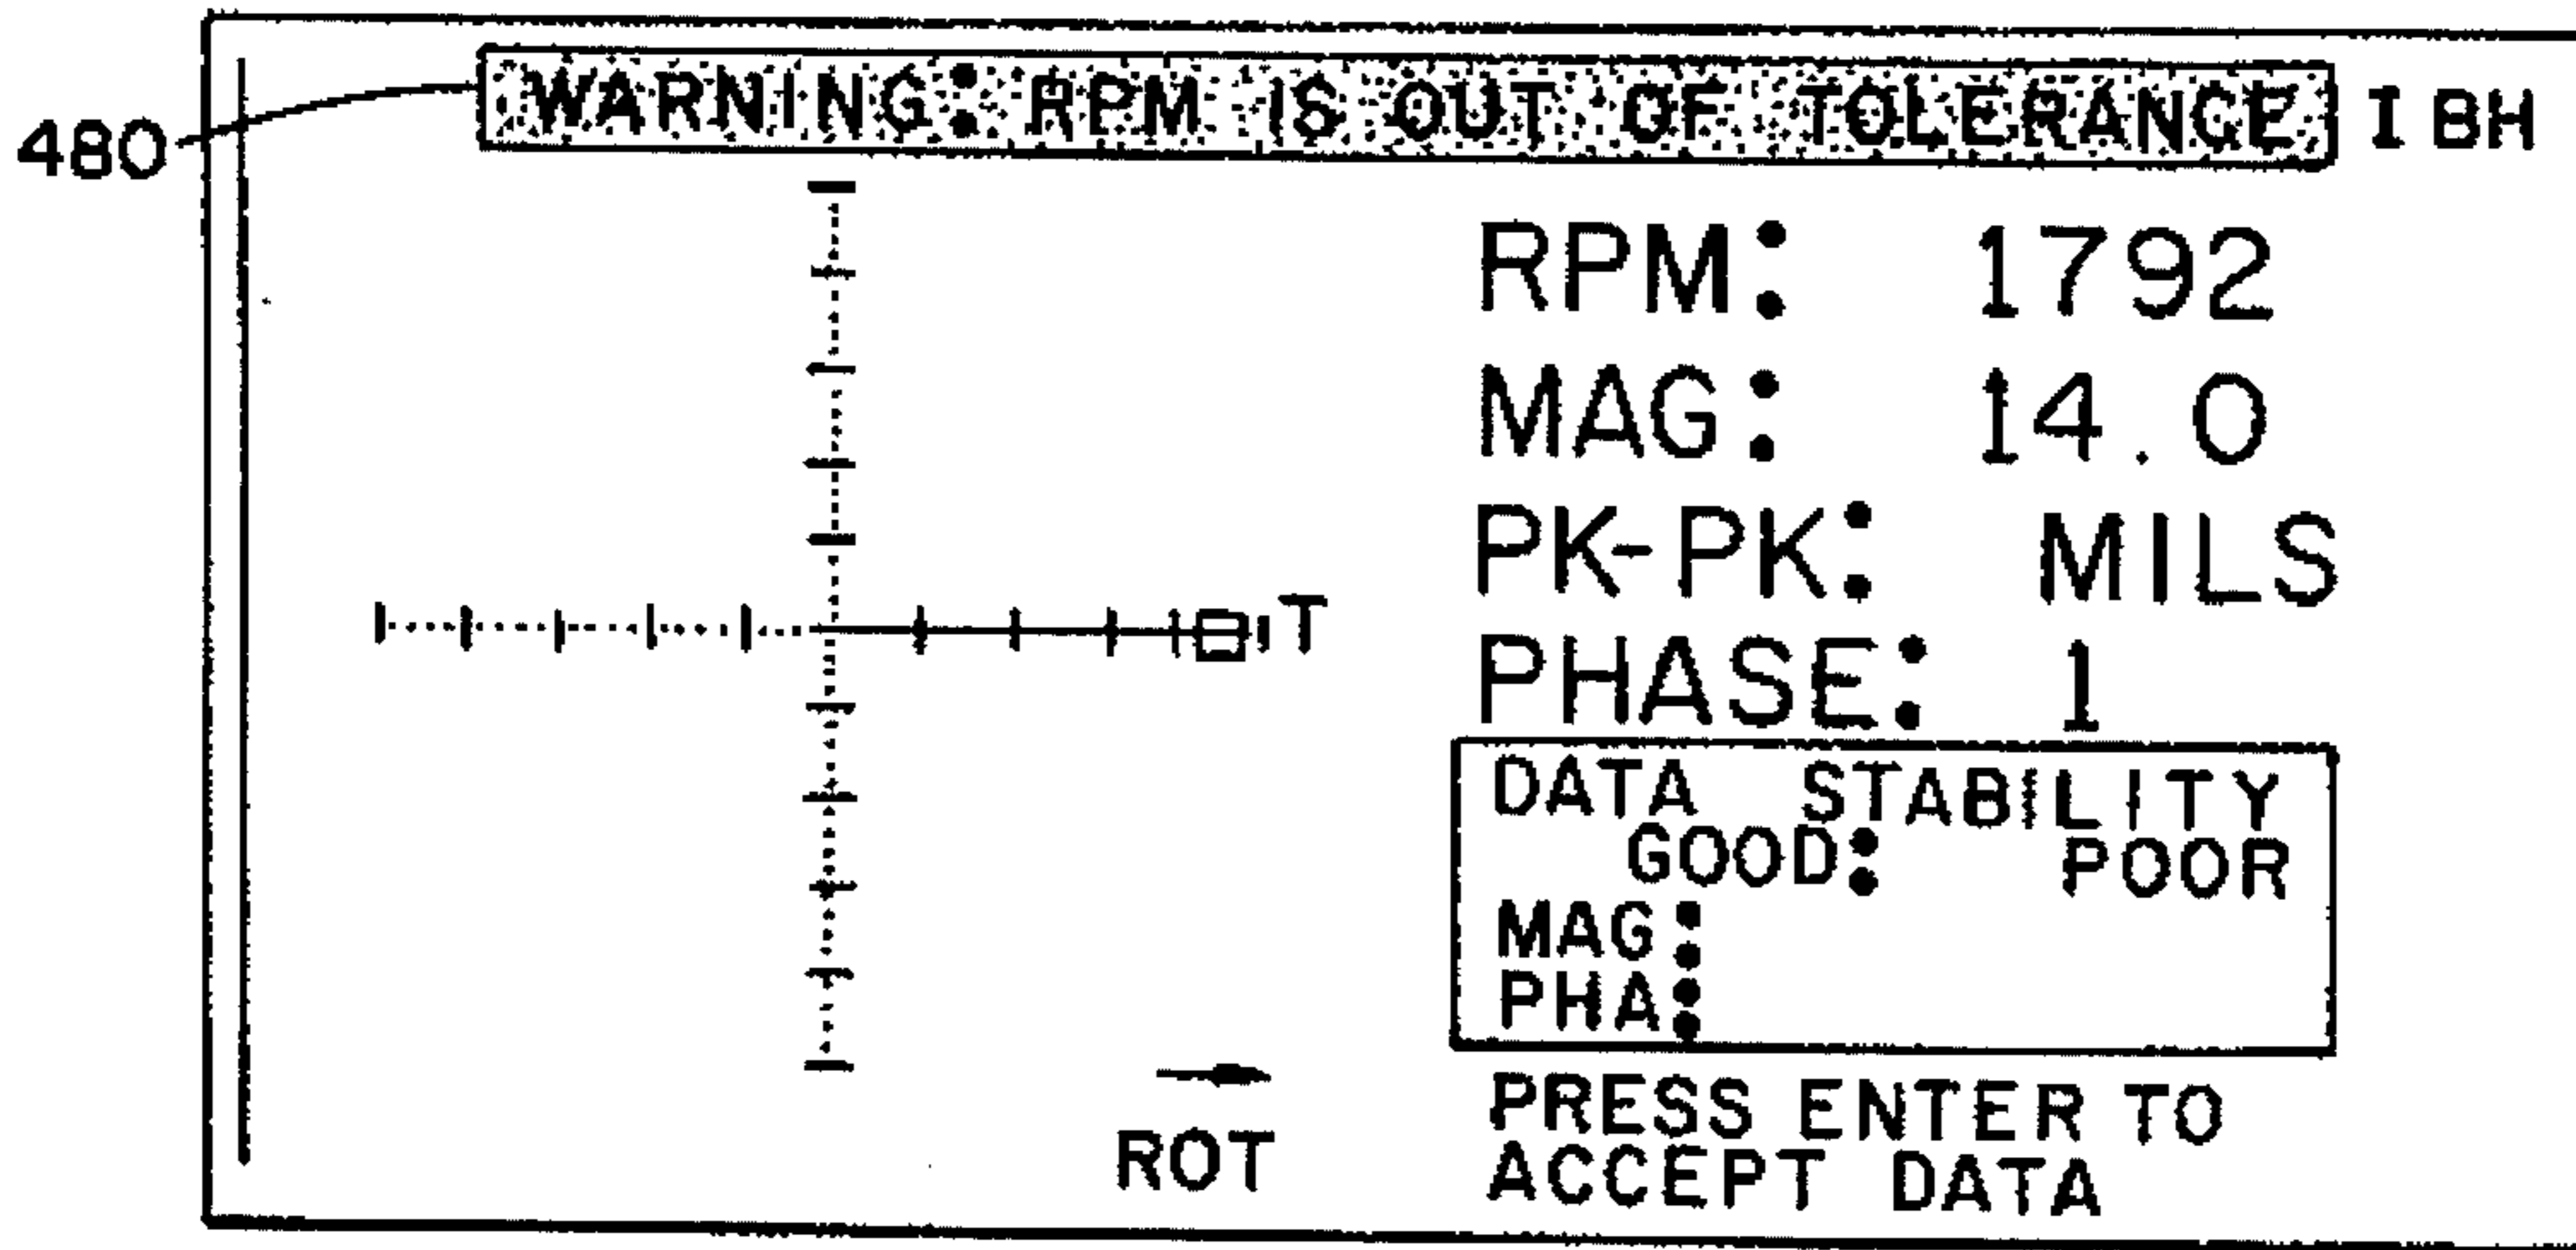 480
WARNING: RPM IS OUT OF TOLERANCE IBH
RPM: 1792
MAG: 14.0
PK-PK: MILS
T
PHASE: 1
DATA STABILITY
GOOD: POOR
MAG:
PHA:
ROT
PRESS ENTER TO
ACCEPT DATA